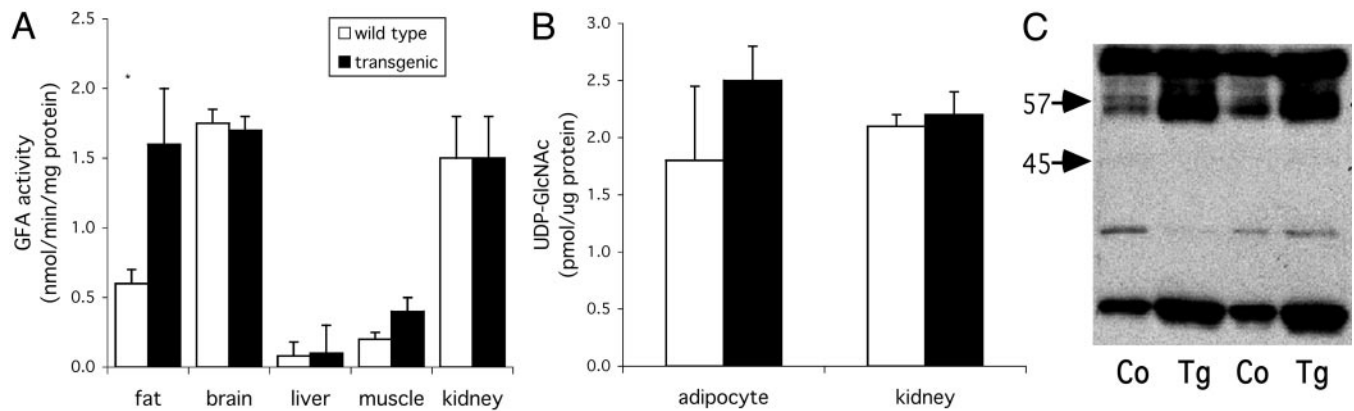 A
GFA activity
(nmol/min/mg protein)
2.5
2.0
1.5
1.0
0.5
0.0
wild type
transgenic
*
fat brain liver muscle kidney
B
UDP-GlcNAc
(pmol/ug protein)
3.0
2.5
2.0
1.5
1.0
0.5
0.0
adipocyte kidney
C
57
45
Co Tg Co Tg